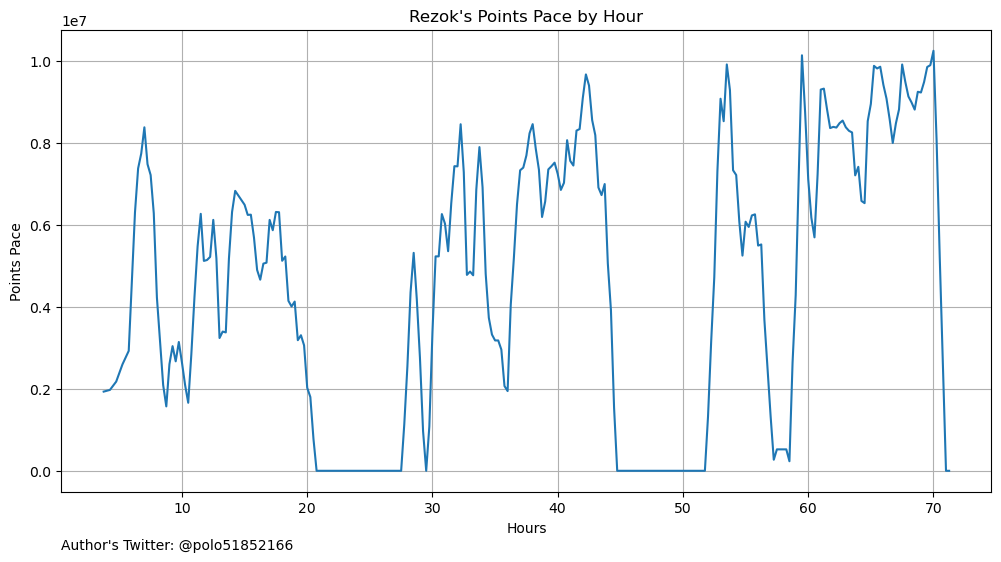 Rezok's Points Pace by Hour
1e7
1.0
0.8
0.6
0.4
0.2
0.0
Points Pace
10 20 30 40 50 60 70
Hours
Author's Twitter: @polo51852166